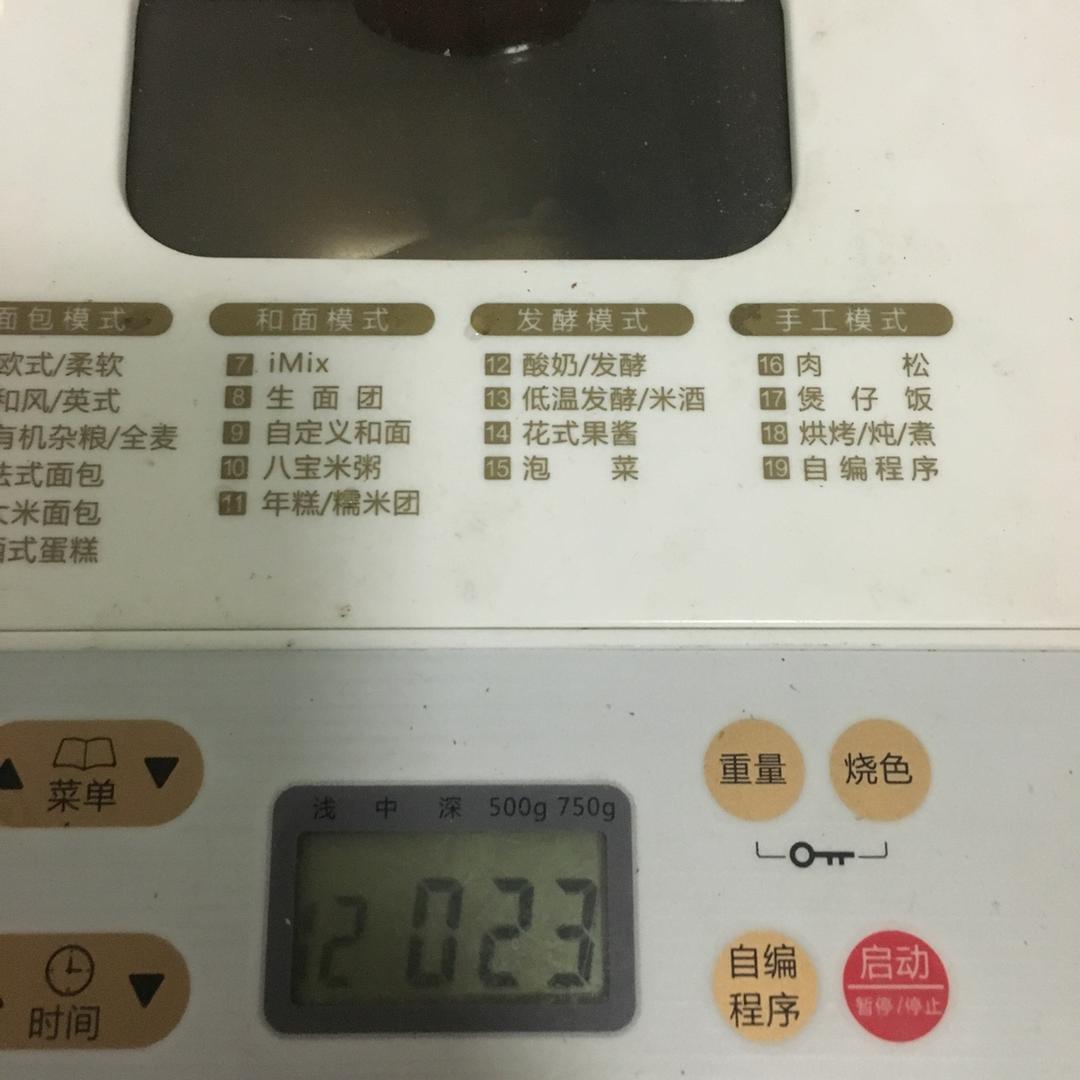 面包模式
欧式/柔软
和风/英式
有机杂粮/全麦
法式面包
大米面包
西式蛋糕
和面模式
7 iMix
8 生面团
9 自定义和面
10 八宝米粥
11 年糕/糯米团
发酵模式
12 酸奶/发酵
13 低温发酵/米酒
14 花式果酱
15 泡菜
手工模式
16 肉松
17 煲仔饭
18 烘烤/炖/煮
19 自编程序
菜单
时间
浅 中 深 500g 750g
12 023
重量
烧色
自编
程序
启动
暂停/停止